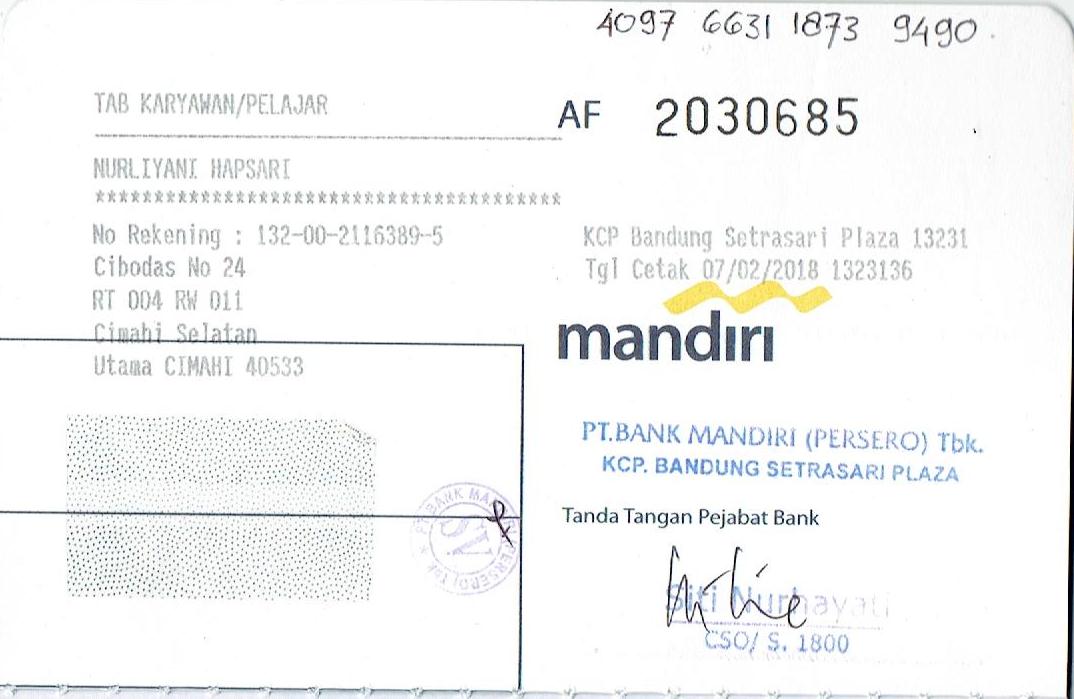 4097 6631 1873 9490
TAB KARYAWAN/PELAJAR
AF 2030685
NURLIYANI HAPSARI
****************************************
No Rekening : 132-00-2116389-5
Cibodas No 24
RT 004 RW 011
Cimahi Selatan
Utama CIMAHI 40533
KCP Bandung Setrasari Plaza 13231
Tgl Cetak 07/02/2018 1323136
mandırı
PT.BANK MANDIRI (PERSERO) Tbk.
KCP. BANDUNG SETRASARI PLAZA
Tanda Tangan Pejabat Bank
Siti Nurhayati
CSO/ S. 1800